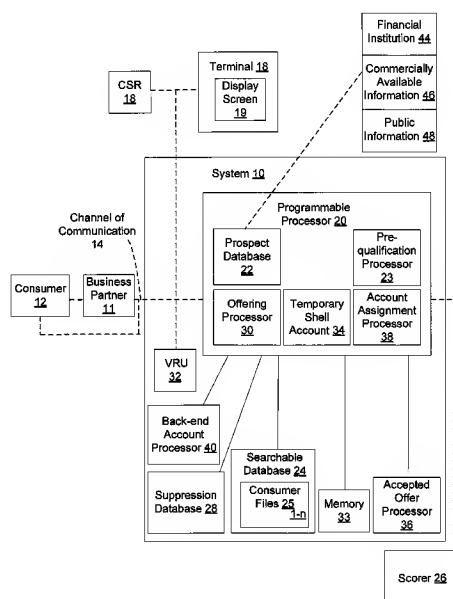 Financial
Institution 44
Commercially
Available
Information 46
Public
Information 48
Terminal 18
Display
Screen
19
CSR
18
System 10
Programmable
Processor 20
Channel of
Communication
14
Prospect
Database
22
Pre-
qualification
Processor
23
Consumer
12
Business
Partner
11
Offering
Processor
30
Temporary
Shell
Account 34
Account
Assignment
Processor
38
VRU
32
Back-end
Account
Processor
40
Searchable
Database 24
Consumer
Files 25
1-n
Suppression
Database 28
Memory
33
Accepted
Offer
Processor
36
Scorer 26